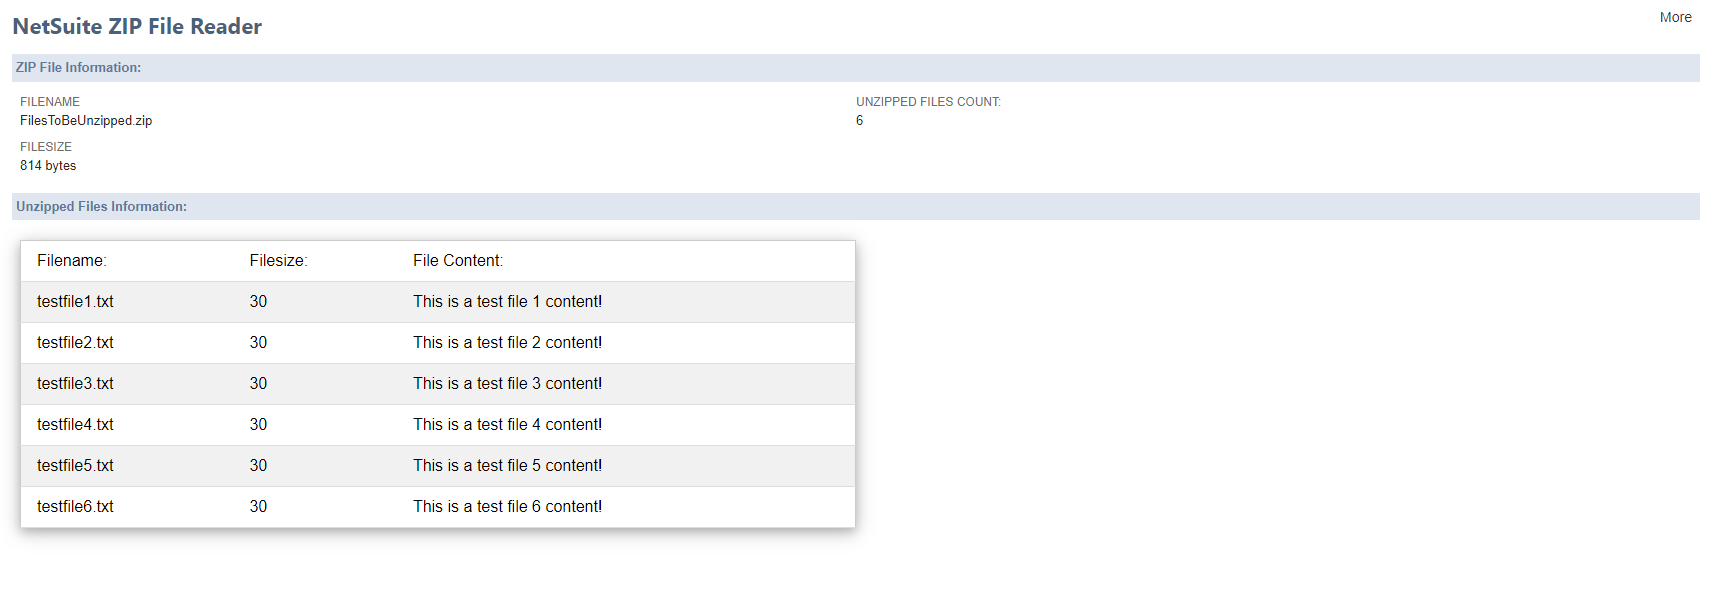 NetSuite ZIP File Reader
More
ZIP File Information:
FILENAME
FilesToBeUnzipped.zip
UNZIPPED FILES COUNT:
6
FILESIZE
814 bytes
Unzipped Files Information:
Filename: Filesize: File Content:
testfile1.txt 30 This is a test file 1 content!
testfile2.txt 30 This is a test file 2 content!
testfile3.txt 30 This is a test file 3 content!
testfile4.txt 30 This is a test file 4 content!
testfile5.txt 30 This is a test file 5 content!
testfile6.txt 30 This is a test file 6 content!